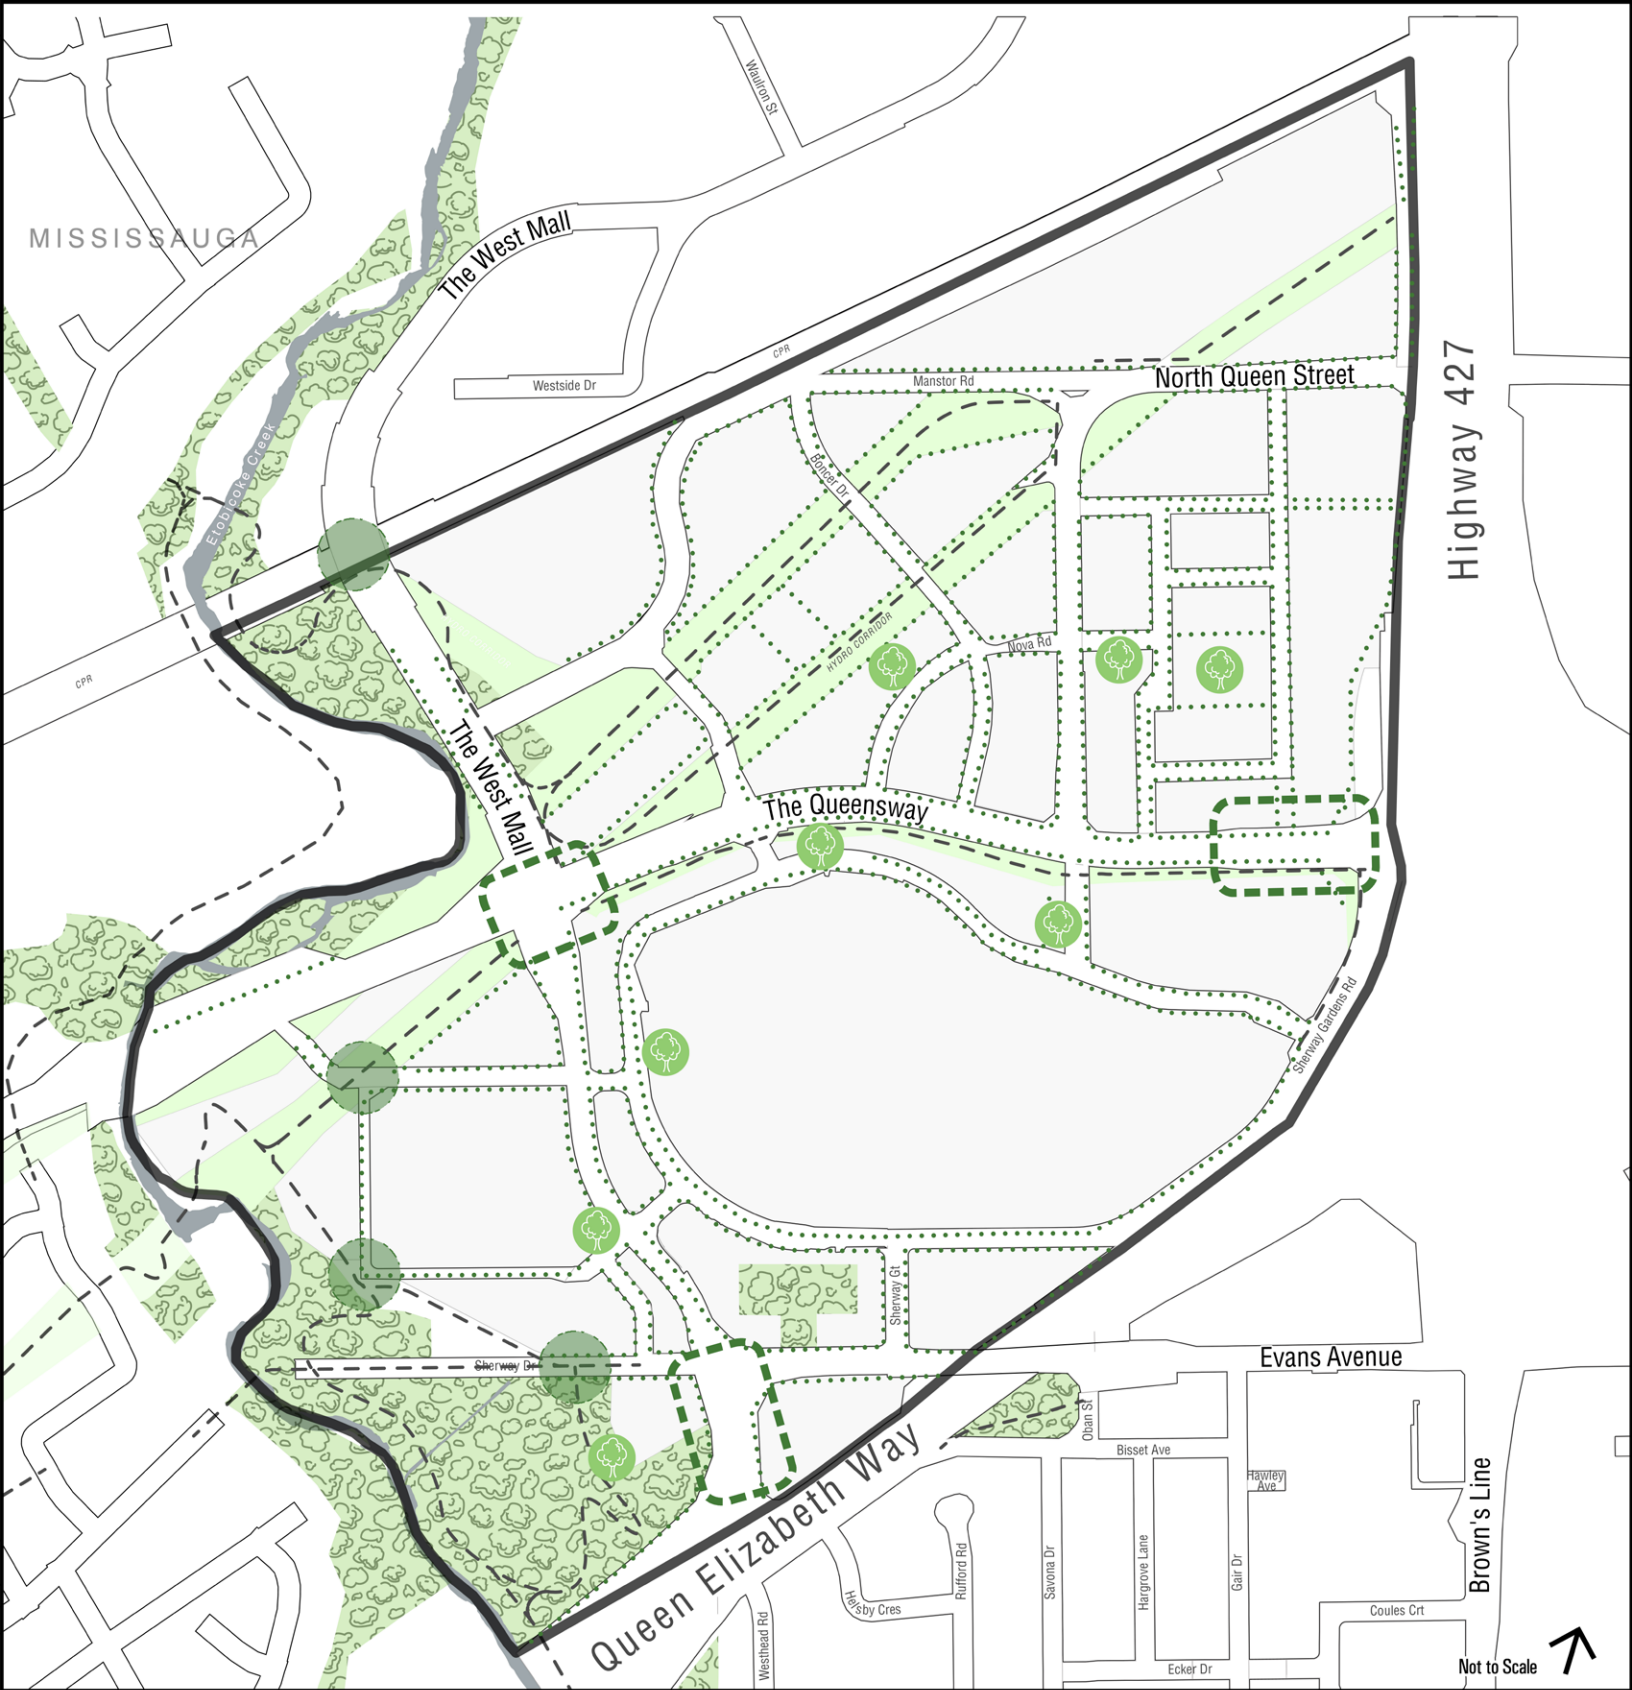 Waulron St
MISSISSAUGA
The West Mall
CPR
Westside Dr
Manstor Rd
North Queen Street
Highway 427
Etobicoke Creek
Boncer Dr
HYDRO CORRIDOR
Nova Rd
CPR
The West Mall
The Queensway
Sherway Gardens Rd
Sherway Gt
Sherway Dr
Evans Avenue
Oban St
Bisset Ave
Hawley
Ave
Queen Elizabeth Way
Brown's Line
Rufford Rd
Savona Dr
Hargrove Lane
Gair Dr
Helsby Cres
Coules Crt
Westhead Rd
Ecker Dr
Not to Scale